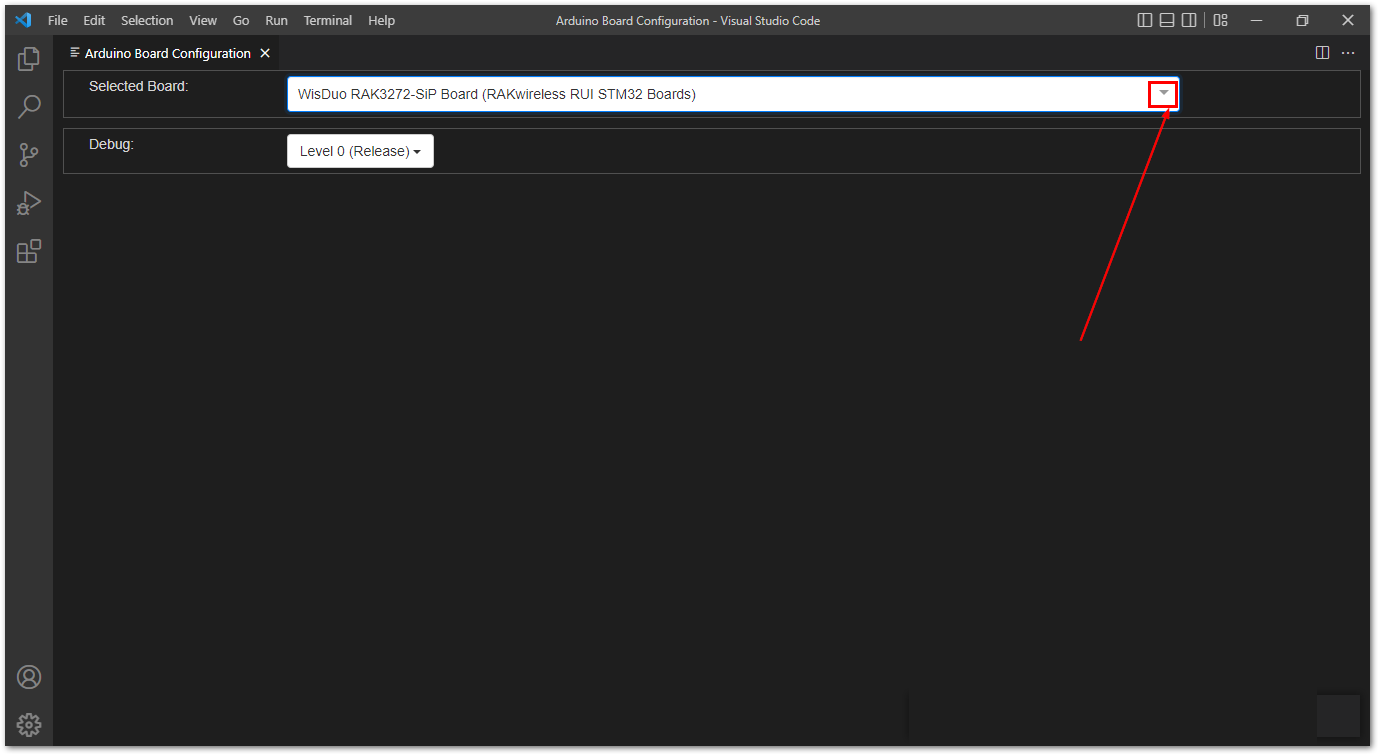 File Edit Selection View Go Run Terminal Help Arduino Board Configuration - Visual Studio Code
Arduino Board Configuration
Selected Board: WisDuo RAK3272-SiP Board (RAKwireless RUI STM32 Boards)
Debug: Level 0 (Release)